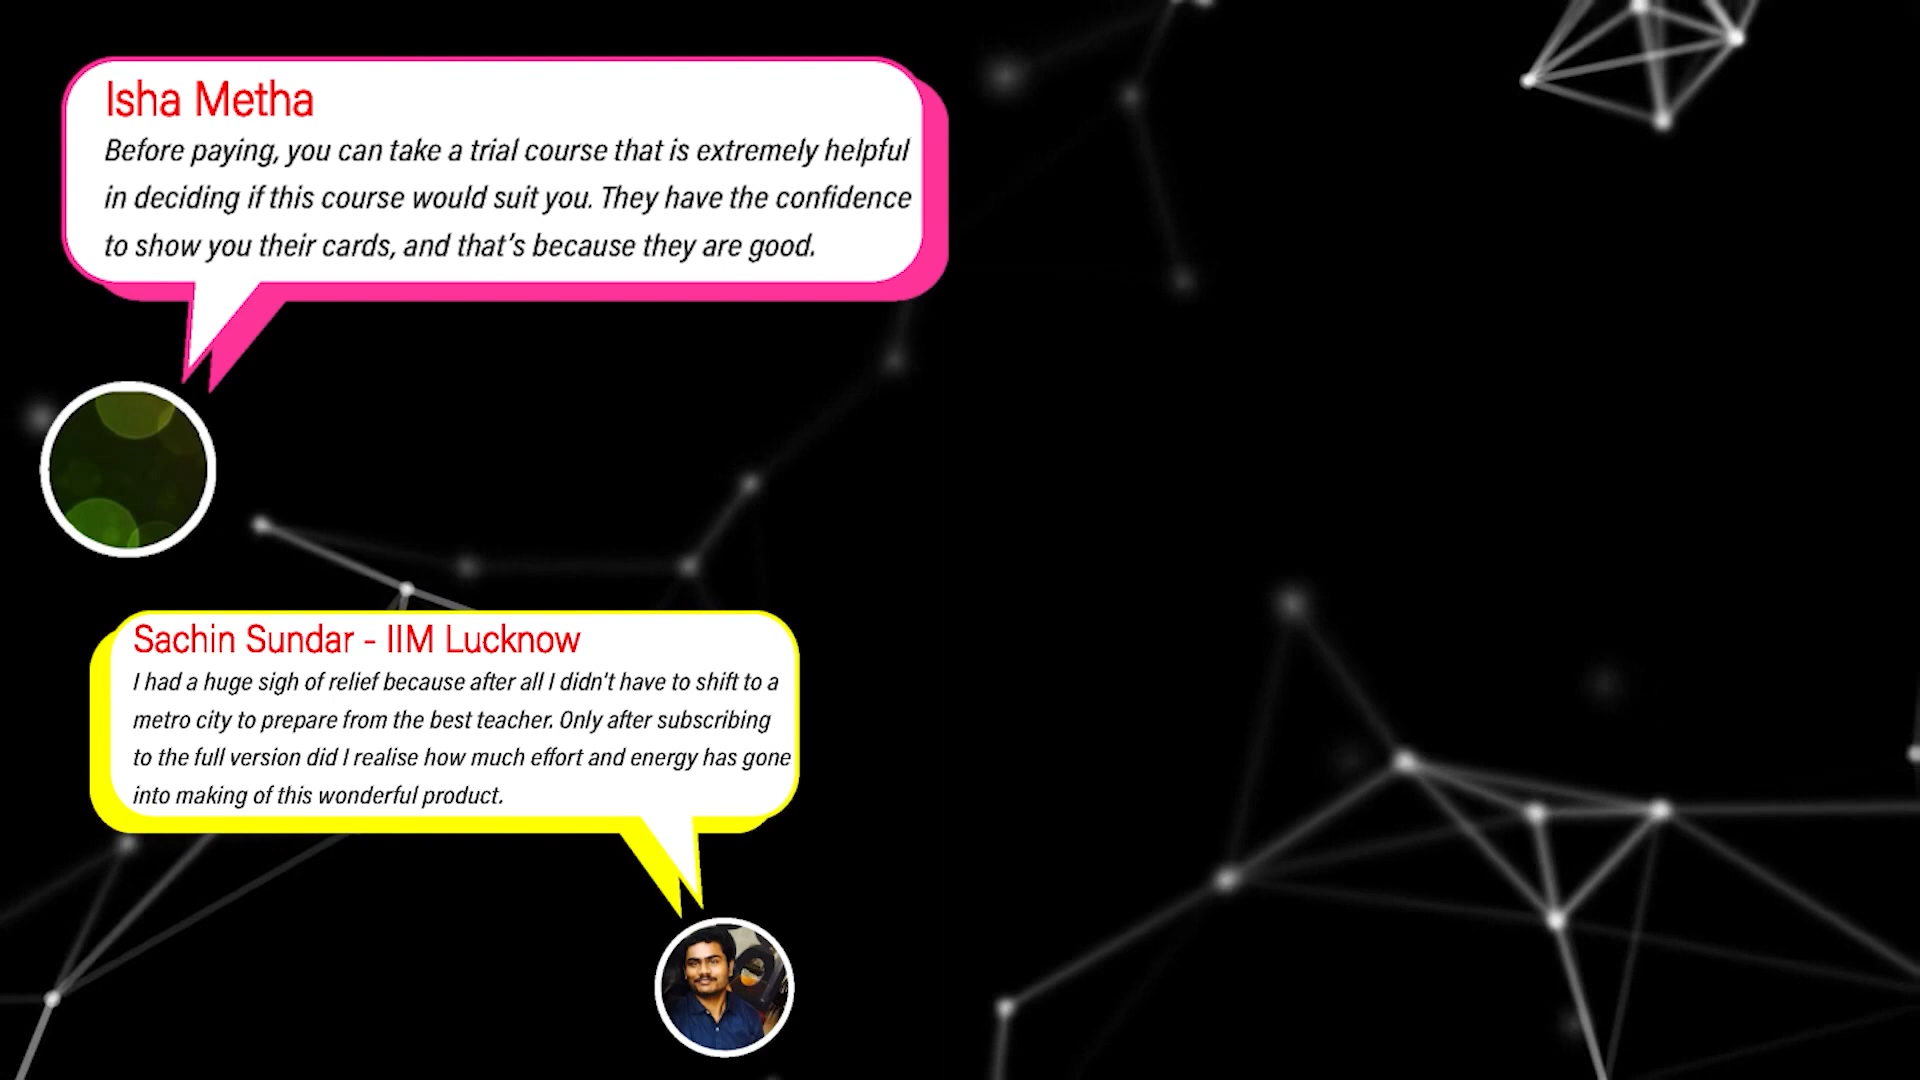 Isha Metha
Before paying, you can take a trial course that is extremely helpful
in deciding if this course would suit you. They have the confidence
to show you their cards, and that's because they are good.
Sachin Sundar - IIM Lucknow
I had a huge sigh of relief because after all I didn't have to shift to a
metro city to prepare from the best teacher. Only after subscribing
to the full version did I realise how much effort and energy has gone
into making of this wonderful product.